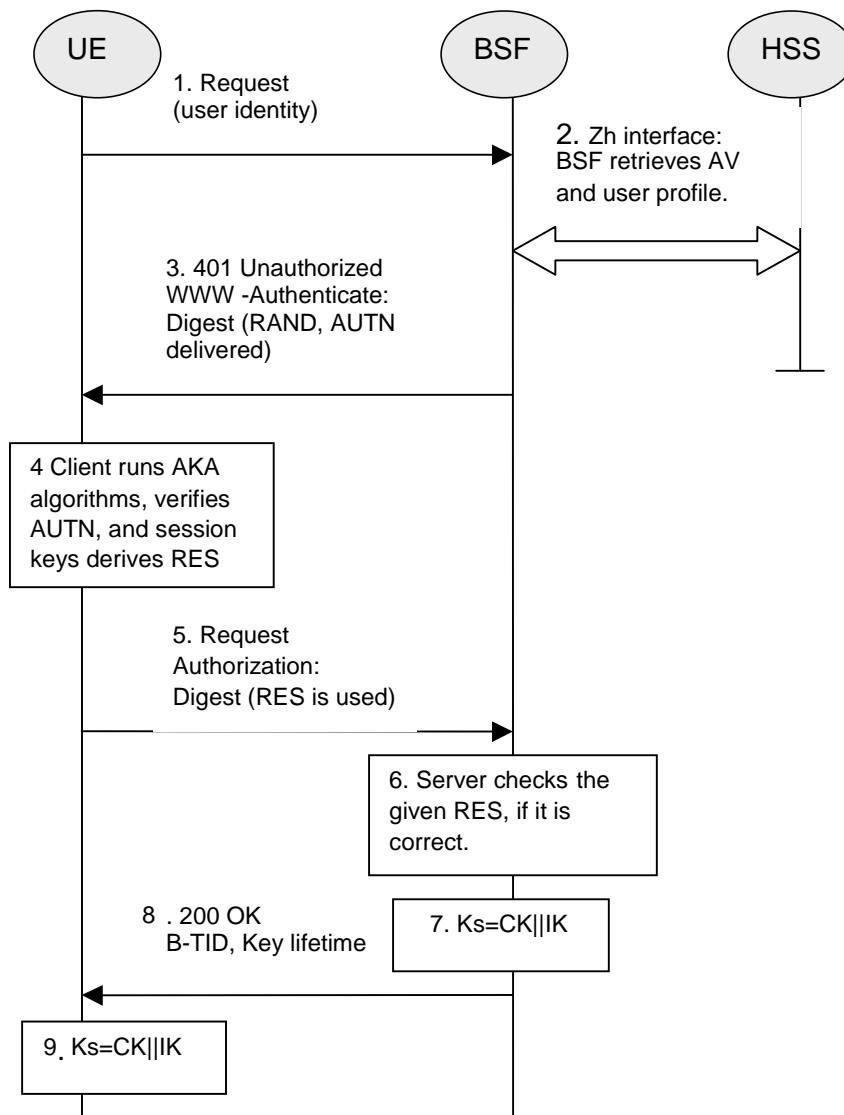 UE
BSF
HSS
1. Request
(user identity)
2. Zh interface:
BSF retrieves AV
and user profile.
3. 401 Unauthorized
WWW -Authenticate:
Digest (RAND, AUTN
delivered)
4 Client runs AKA
algorithms, verifies
AUTN, and session
keys derives RES
5. Request
Authorization:
Digest (RES is used)
6. Server checks the
given RES, if it is
correct.
7. Ks=CK||IK
8 . 200 OK
B-TID, Key lifetime
9. Ks=CK||IK